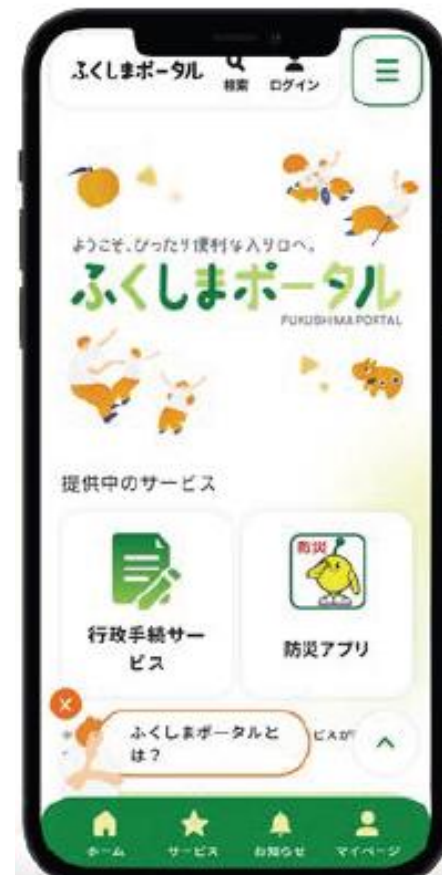 ふくしまポータル
検索
ログイン
ようこそ、ぴったり便利な入り口へ。
ふくしまポータル
FUKUSHIMA PORTAL
提供中のサービス
行政手続サー
ビス
防災
防災アプリ
ふくしまポータルと
は？
ビスが
ホーム
サービス
お知らせ
マイページ